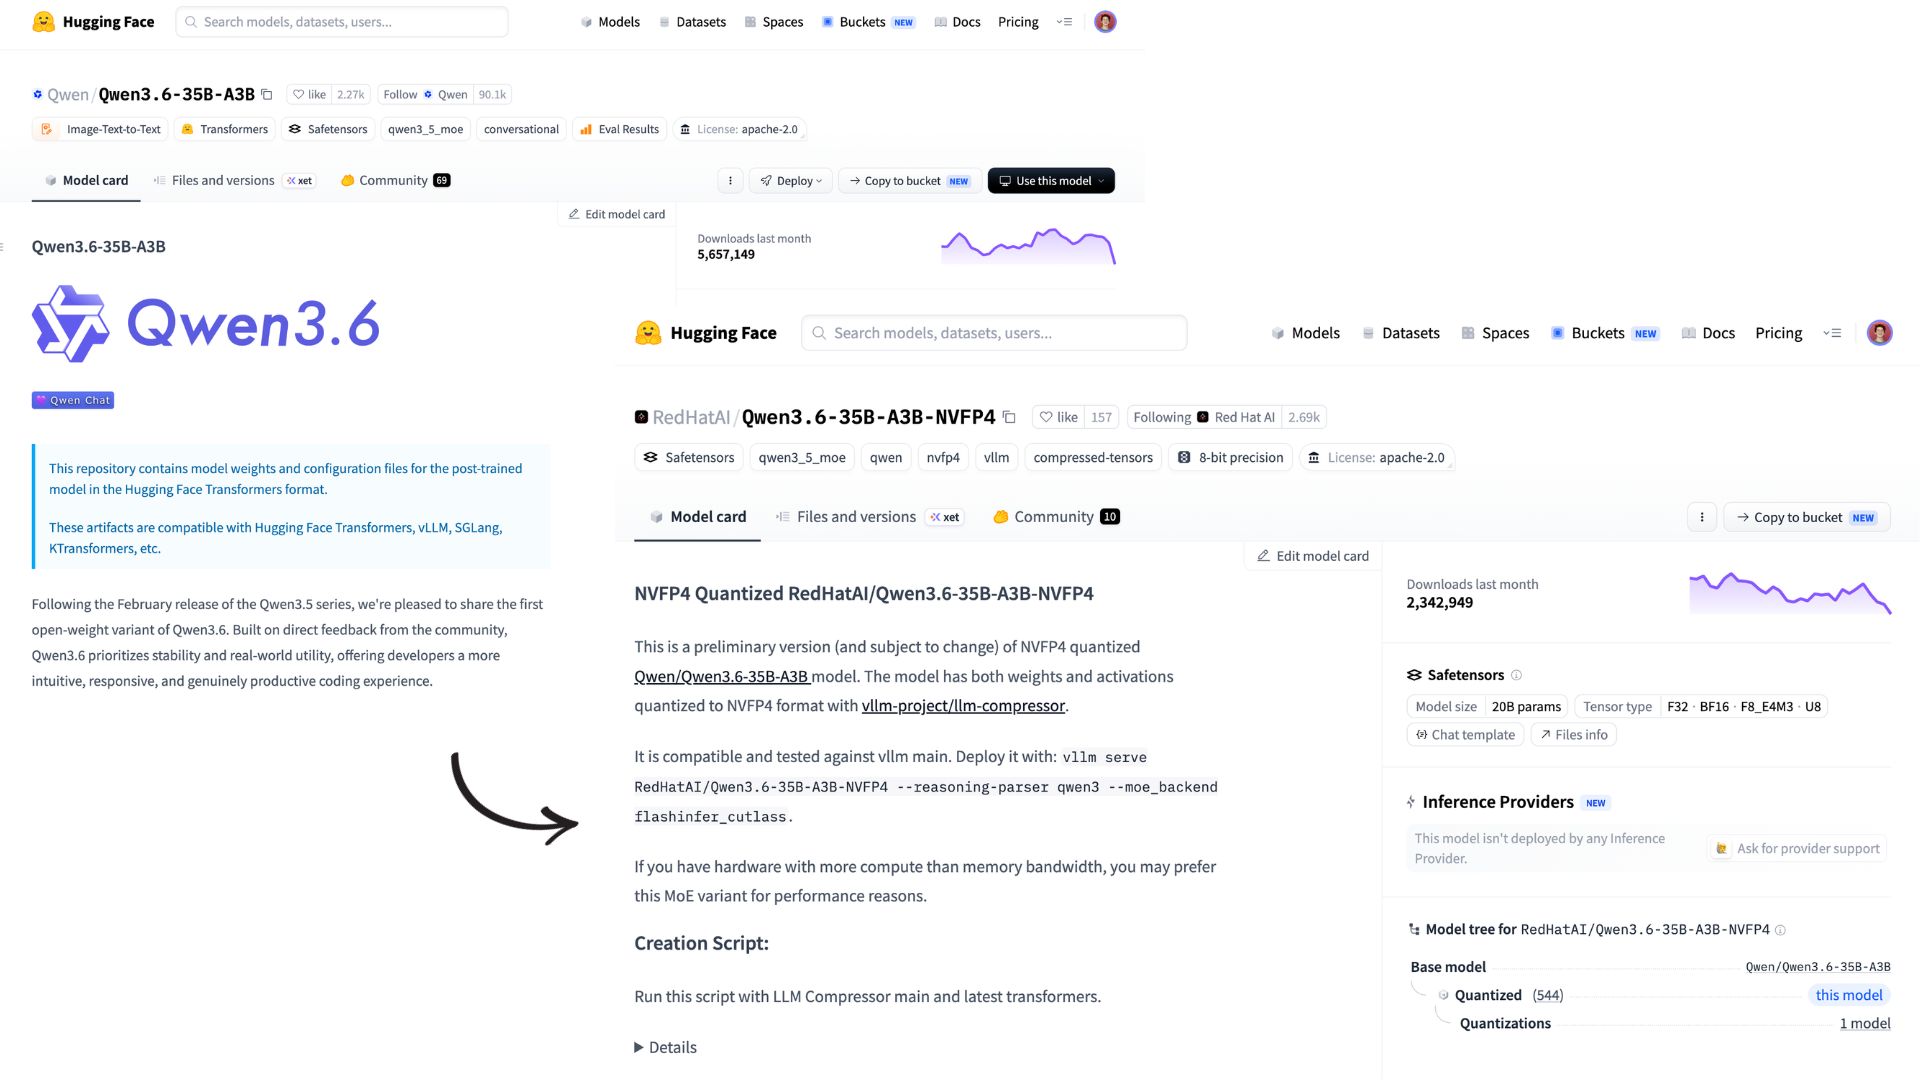 Hugging Face
Search models, datasets, users...
Models
Datasets
Spaces
Buckets NEW
Docs
Pricing
Qwen/Qwen3.6-35B-A3B
like 2.27k
Follow Qwen 90.1k
Image-Text-to-Text
Transformers
Safetensors
qwen3_5_moe
conversational
Eval Results
License: apache-2.0
Model card
Files and versions xet
Community 69
Deploy
Copy to bucket NEW
Use this model
Edit model card
Downloads last month
5,657,149
Qwen3.6-35B-A3B
Qwen3.6
Qwen Chat
This repository contains model weights and configuration files for the post-trained
model in the Hugging Face Transformers format.
These artifacts are compatible with Hugging Face Transformers, vLLM, SGLang,
KTransformers, etc.
Following the February release of the Qwen3.5 series, we're pleased to share the first
open-weight variant of Qwen3.6. Built on direct feedback from the community,
Qwen3.6 prioritizes stability and real-world utility, offering developers a more
intuitive, responsive, and genuinely productive coding experience.
Hugging Face
Search models, datasets, users...
Models
Datasets
Spaces
Buckets NEW
Docs
Pricing
RedHatAI/Qwen3.6-35B-A3B-NVFP4
like 157
Following Red Hat AI 2.69k
Safetensors
qwen3_5_moe
qwen
nvfp4
vllm
compressed-tensors
8-bit precision
License: apache-2.0
Model card
Files and versions xet
Community 10
Copy to bucket NEW
Edit model card
NVFP4 Quantized RedHatAI/Qwen3.6-35B-A3B-NVFP4
This is a preliminary version (and subject to change) of NVFP4 quantized
Qwen/Qwen3.6-35B-A3B model. The model has both weights and activations
quantized to NVFP4 format with vllm-project/llm-compressor.
It is compatible and tested against vllm main. Deploy it with: vllm serve
RedHatAI/Qwen3.6-35B-A3B-NVFP4 --reasoning-parser qwen3 --moe_backend
flashinfer_cutlass.
If you have hardware with more compute than memory bandwidth, you may prefer
this MoE variant for performance reasons.
Creation Script:
Run this script with LLM Compressor main and latest transformers.
Details
Downloads last month
2,342,949
Safetensors
Model size 20B params
Tensor type F32 · BF16 · F8_E4M3 · U8
Chat template
Files info
Inference Providers NEW
This model isn't deployed by any Inference
Provider.
Ask for provider support
Model tree for RedHatAI/Qwen3.6-35B-A3B-NVFP4
Base model Qwen/Qwen3.6-35B-A3B
Quantized (544) this model
Quantizations 1 model